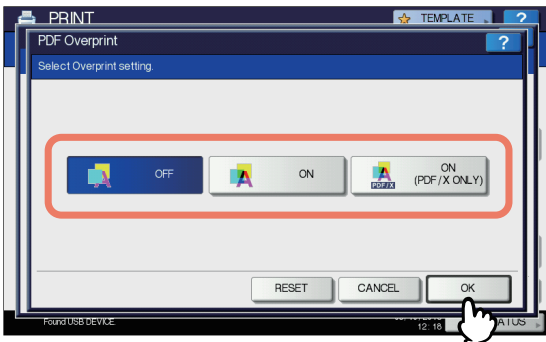 PRINT
TEMPLATE
?
PDF Overprint
?
Select Overprint setting.
OFF
ON
PDF/X
ON
(PDF/X ONLY)
RESET
CANCEL
OK
Found USB DEVICE.
12: 18